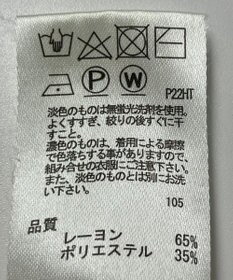 P W
P22HT
淡色のものは無蛍光洗剤を使用。
よくすすぎ、絞りの後すぐに干
すこと。
濃色のものは、着用による摩擦
で色落ちする事がありますので、
組み合せの衣服にご注意下さい。
また、淡色のものとは別にお洗
い下さい。
105
品質
レーヨン 65%
ポリエステル 35%